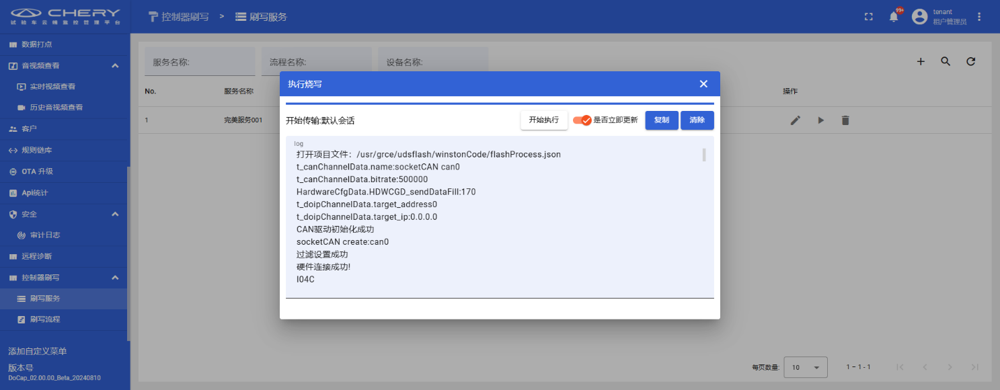 CHERY
试验车云端监控管理平台
控制器刷写 > 刷写服务
99+
tenant
租户管理员
数据打点
音视频查看
实时视频查看
历史音视频查看
客户
规则链库
OTA 升级
Api统计
安全
审计日志
远程诊断
控制器刷写
刷写服务
刷写流程
添加自定义菜单
版本号
DoCap_02.00.00_Beta_20240810
服务名称: 流程名称: 设备名称:
No. 服务名称 操作
1 完美服务001
执行烧写
开始传输:默认会话 开始执行 是否立即更新 复制 清除
log
打开项目文件：/usr/grce/udsflash/winstonCode/flashProcess.json
t_canChannelData.name:socketCAN can0
t_canChannelData.bitrate:500000
HardwareCfgData.HDWCGD_sendDataFill:170
t_doipChannelData.target_address0
t_doipChannelData.target_ip:0.0.0.0
CAN驱动初始化成功
socketCAN create:can0
过滤设置成功
硬件连接成功!
I04C
每页数量: 10 1 – 1 - 1